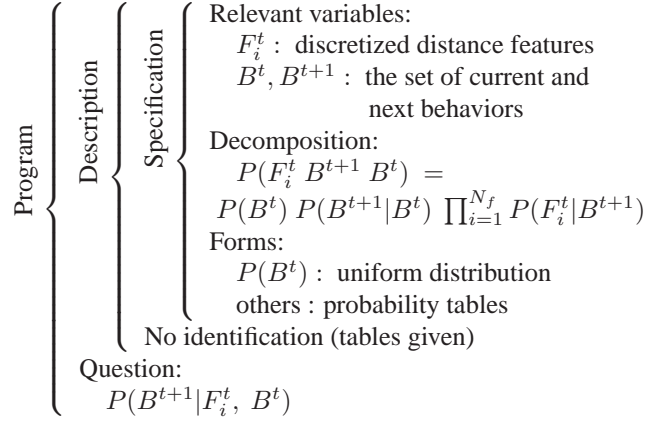 Program
Description
Specification
Relevant variables:
F_i^t : discretized distance features
B^t, B^{t+1} : the set of current and
next behaviors
Decomposition:
P(F_i^t B^{t+1} B^t) =
P(B^t) P(B^{t+1}|B^t) ∏_{i=1}^{N_f} P(F_i^t|B^{t+1})
Forms:
P(B^t) : uniform distribution
others : probability tables
No identification (tables given)
Question:
P(B^{t+1}|F_i^t, B^t)